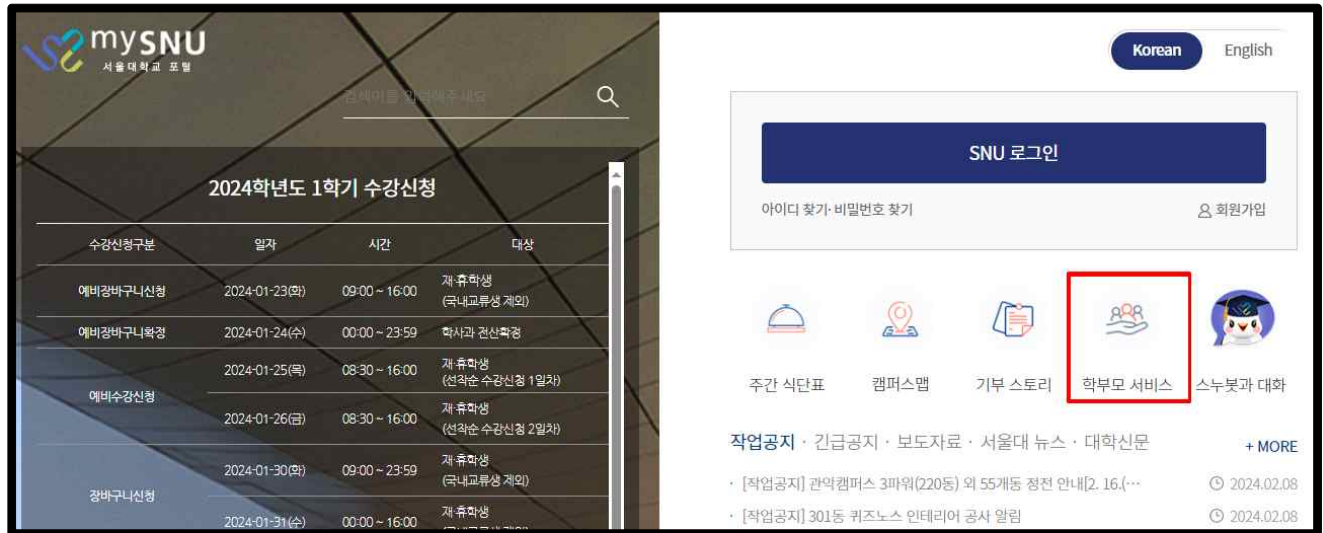 mySNU
서울대학교 포털
검색어를 입력해주세요
2024학년도 1학기 수강신청
수강신청구분 일자 시간 대상
예비장바구니신청 2024-01-23(화) 09:00 ~ 16:00 재·휴학생
(국내교류생 제외)
예비장바구니확정 2024-01-24(수) 00:00 ~ 23:59 학사과 전산확정
예비수강신청
2024-01-25(목) 08:30 ~ 16:00 재·휴학생
(선착순 수강신청 1일차)
2024-01-26(금) 08:30 ~ 16:00 재·휴학생
(선착순 수강신청 2일차)
장바구니신청
2024-01-30(화) 09:00 ~ 23:59 재·휴학생
(국내교류생 제외)
2024-01-31(수) 00:00 ~ 16:00 재·휴학생
Korean English
SNU 로그인
아이디 찾기· 비밀번호 찾기 회원가입
주간 식단표 캠퍼스맵 기부 스토리 학부모 서비스 스누봇과 대화
작업공지 · 긴급공지 · 보도자료 · 서울대 뉴스 · 대학신문 + MORE
· [작업공지] 관악캠퍼스 3파워(220동) 외 55개동 정전 안내[2. 16.(··· 2024.02.08
· [작업공지] 301동 퀴즈노스 인테리어 공사 알림 2024.02.08